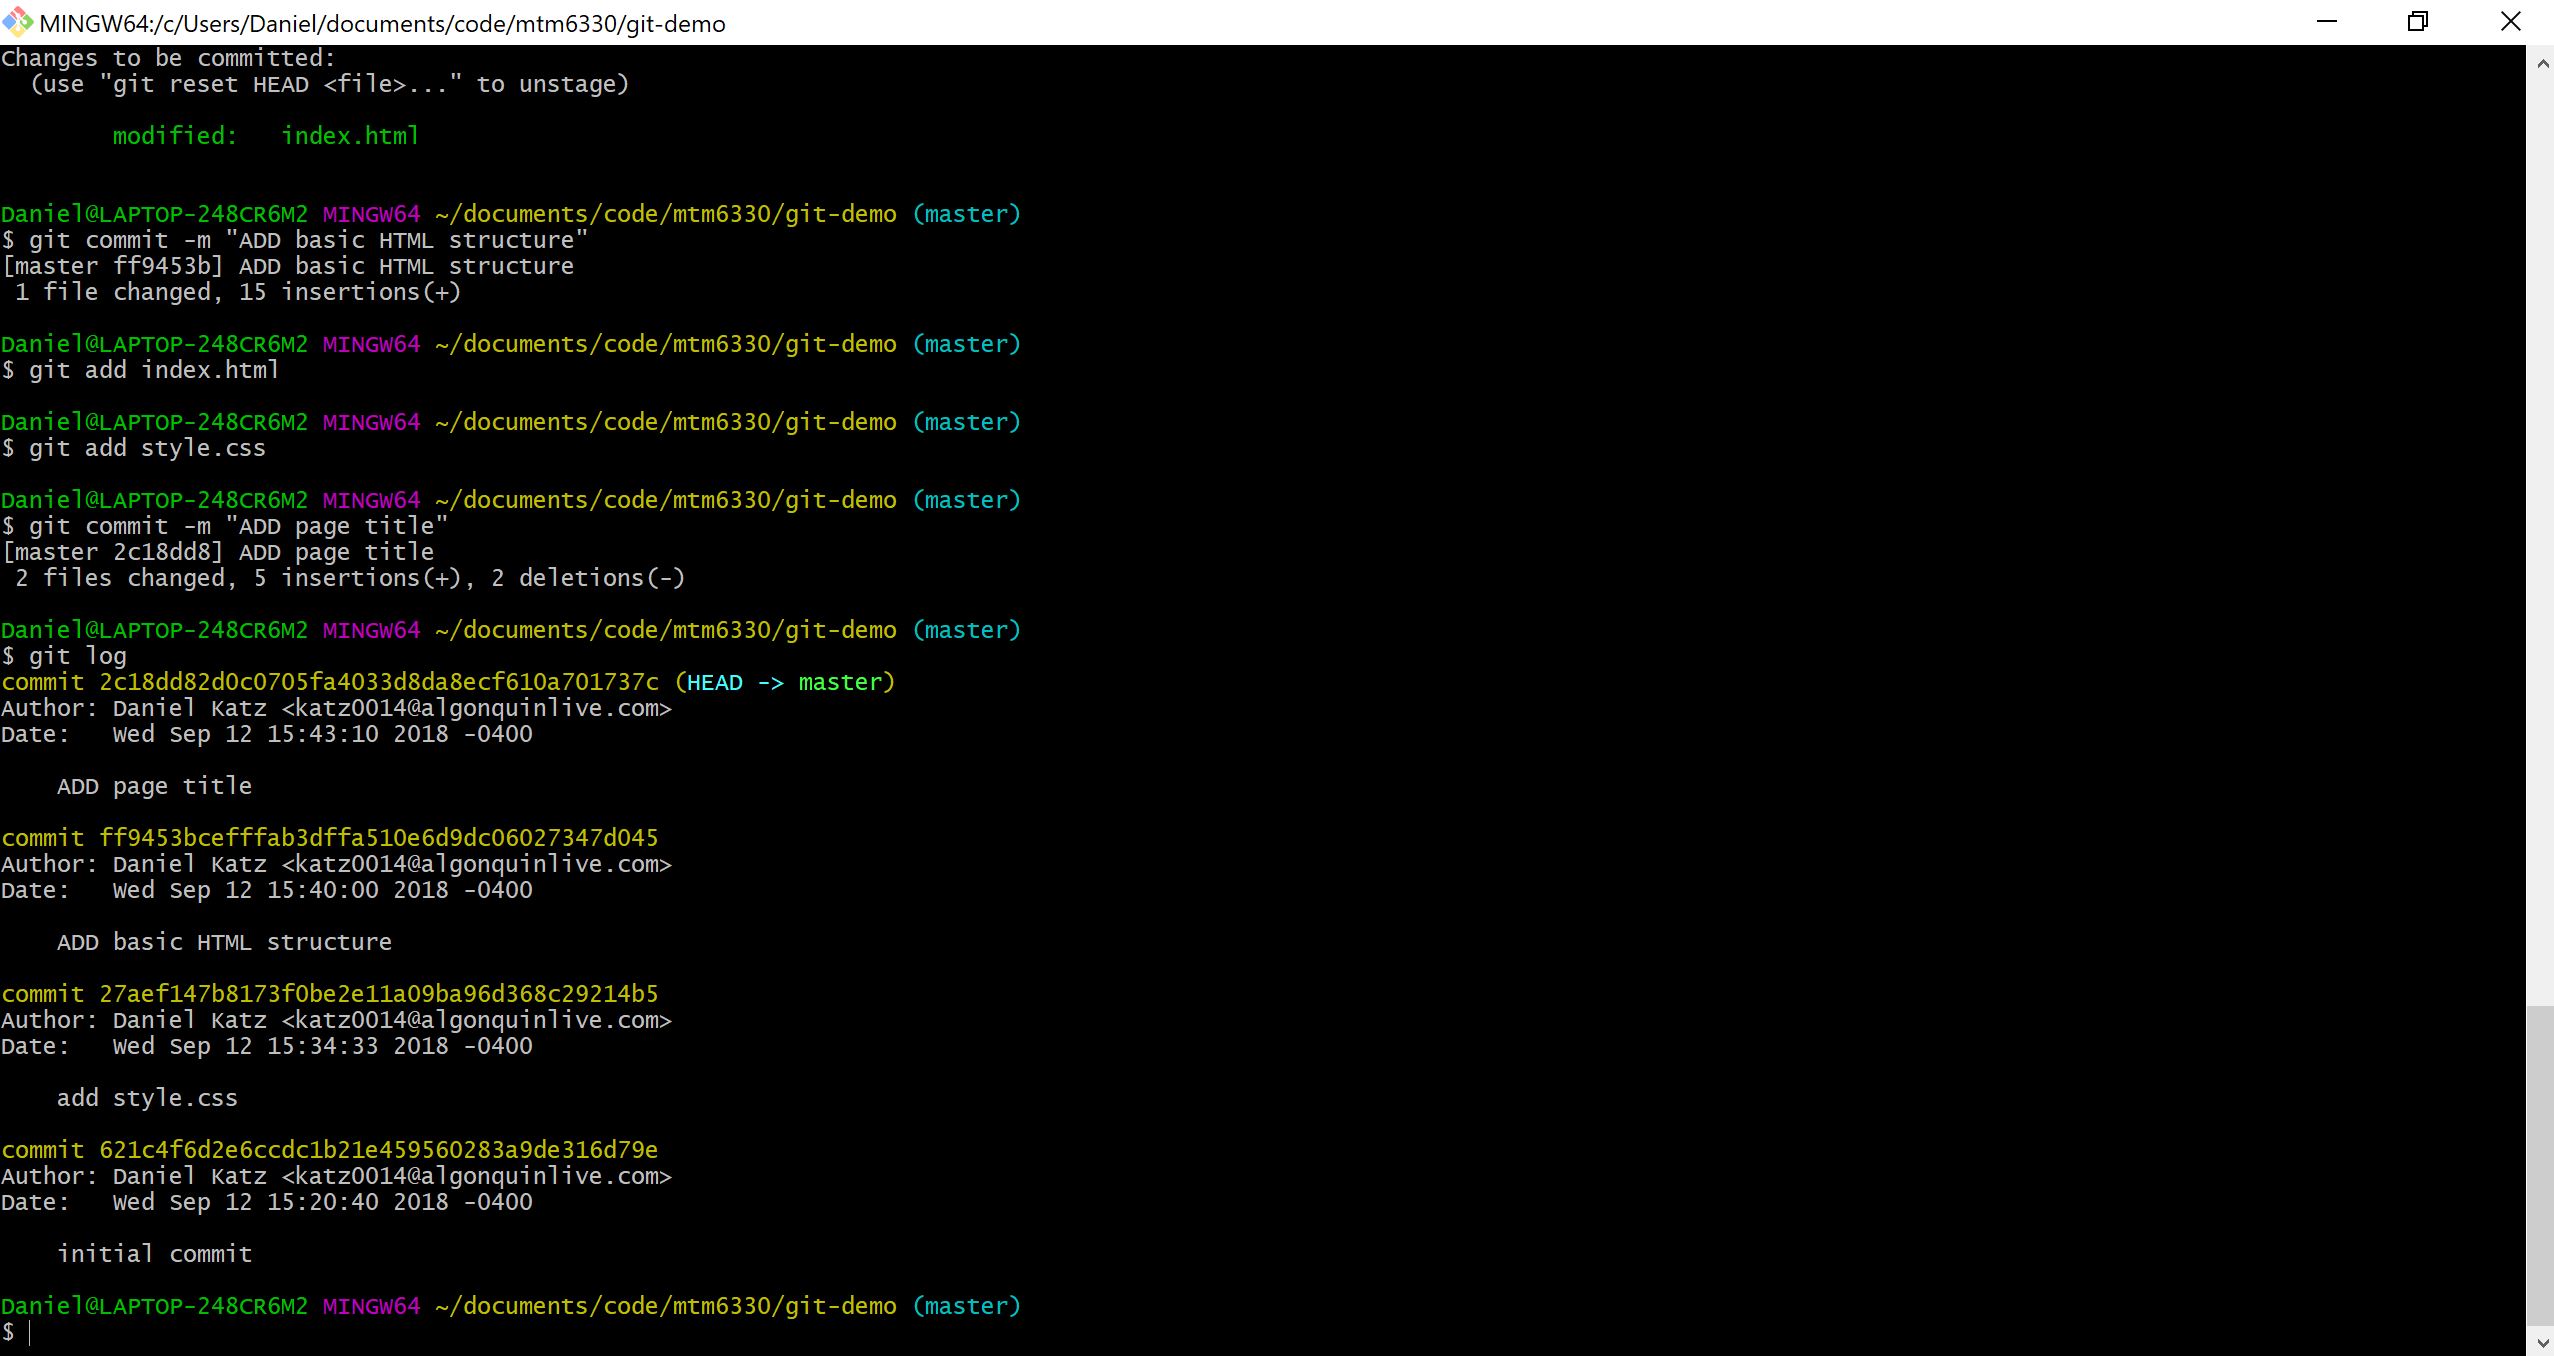 MINGW64:/c/Users/Daniel/documents/code/mtm6330/git-demo
Changes to be committed:
  (use "git reset HEAD <file>..." to unstage)
        modified:   index.html
Daniel@LAPTOP-248CR6M2 MINGW64 ~/documents/code/mtm6330/git-demo (master)
$ git commit -m "ADD basic HTML structure"
[master ff9453b] ADD basic HTML structure
 1 file changed, 15 insertions(+)
Daniel@LAPTOP-248CR6M2 MINGW64 ~/documents/code/mtm6330/git-demo (master)
$ git add index.html
Daniel@LAPTOP-248CR6M2 MINGW64 ~/documents/code/mtm6330/git-demo (master)
$ git add style.css
Daniel@LAPTOP-248CR6M2 MINGW64 ~/documents/code/mtm6330/git-demo (master)
$ git commit -m "ADD page title"
[master 2c18dd8] ADD page title
 2 files changed, 5 insertions(+), 2 deletions(-)
Daniel@LAPTOP-248CR6M2 MINGW64 ~/documents/code/mtm6330/git-demo (master)
$ git log
commit 2c18dd82d0c0705fa4033d8da8ecf610a701737c (HEAD -> master)
Author: Daniel Katz <katz0014@algonquinlive.com>
Date:   Wed Sep 12 15:43:10 2018 -0400
    ADD page title
commit ff9453bcefffab3dffa510e6d9dc06027347d045
Author: Daniel Katz <katz0014@algonquinlive.com>
Date:   Wed Sep 12 15:40:00 2018 -0400
    ADD basic HTML structure
commit 27aef147b8173f0be2e11a09ba96d368c29214b5
Author: Daniel Katz <katz0014@algonquinlive.com>
Date:   Wed Sep 12 15:34:33 2018 -0400
    add style.css
commit 621c4f6d2e6ccdc1b21e459560283a9de316d79e
Author: Daniel Katz <katz0014@algonquinlive.com>
Date:   Wed Sep 12 15:20:40 2018 -0400
    initial commit
Daniel@LAPTOP-248CR6M2 MINGW64 ~/documents/code/mtm6330/git-demo (master)
$